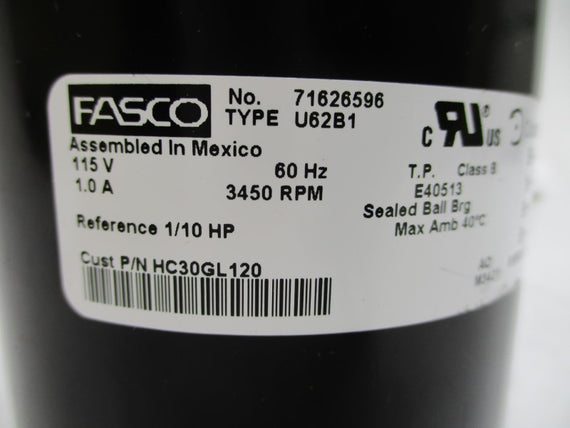 FASCO
No. 71626596
TYPE U62B1
Assembled In Mexico
115 V 60 Hz
1.0 A 3450 RPM
Reference 1/10 HP
Cust P/N HC30GL120
c RU US
T.P. Class B
E40513
Sealed Ball Brg
Max Amb 40°C